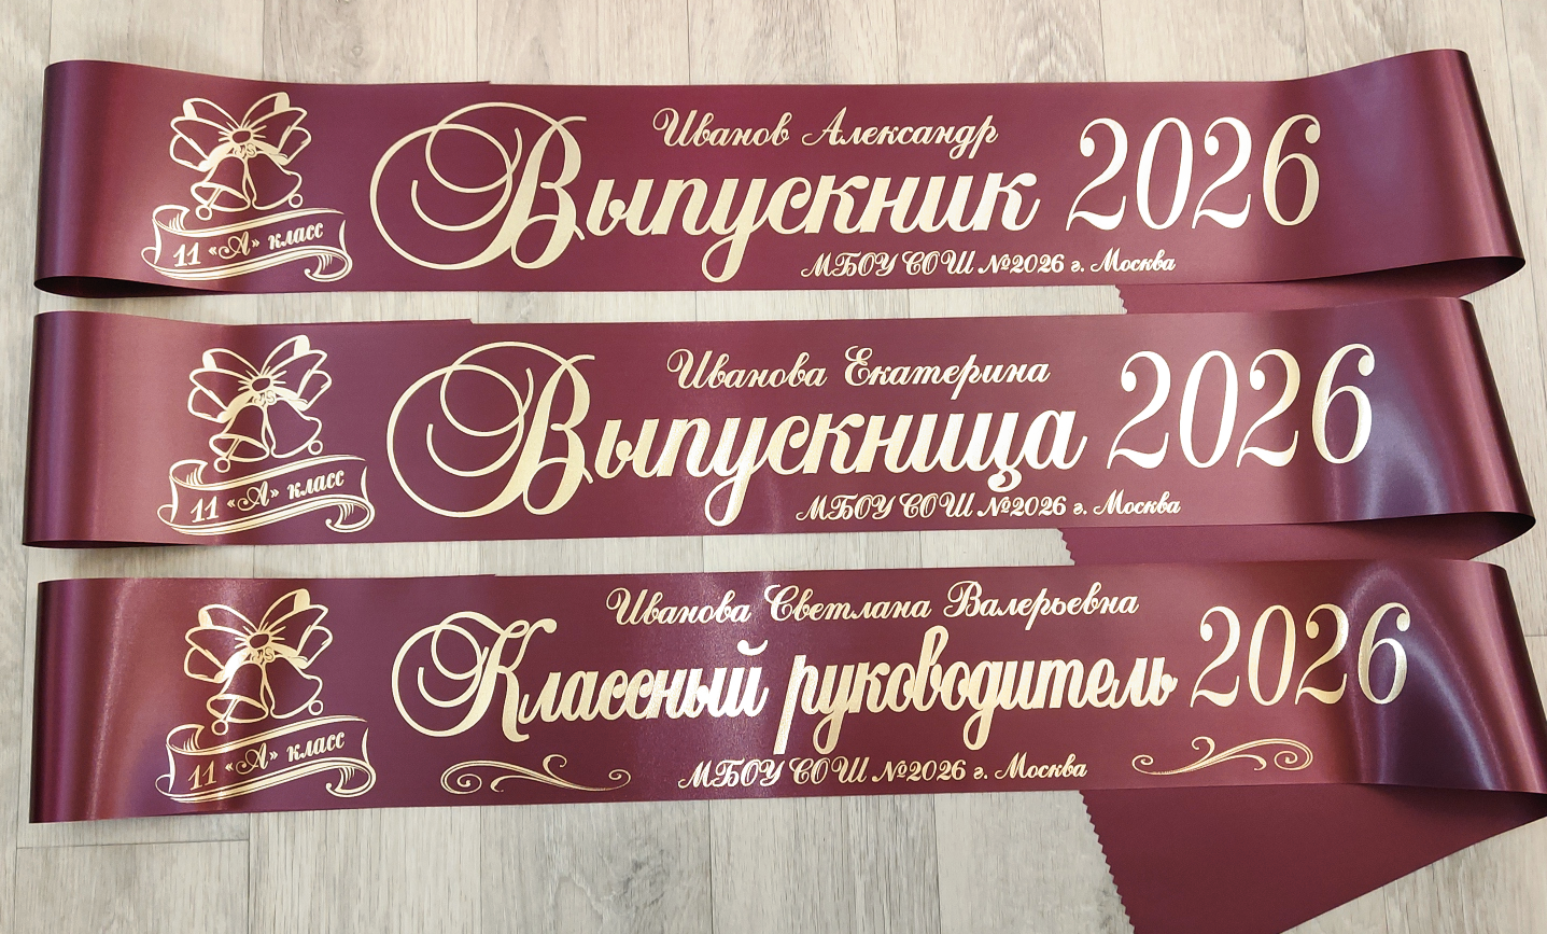 Иванов Александр
Выпускник 2026
11 «А» класс
МБОУ СОШ №2026 г. Москва
Иванова Екатерина
Выпускница 2026
11 «А» класс
МБОУ СОШ №2026 г. Москва
Иванова Светлана Валерьевна
Классный руководитель 2026
11 «А» класс
МБОУ СОШ №2026 г. Москва